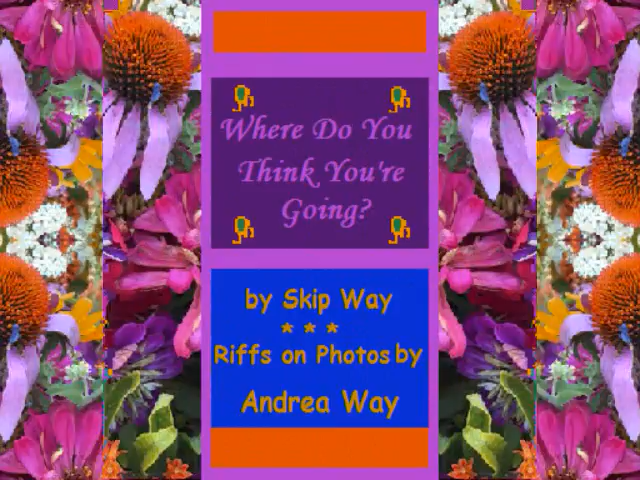 Where Do You
Think You're
Going?
by Skip Way
* * *
Riffs on Photos by
Andrea Way